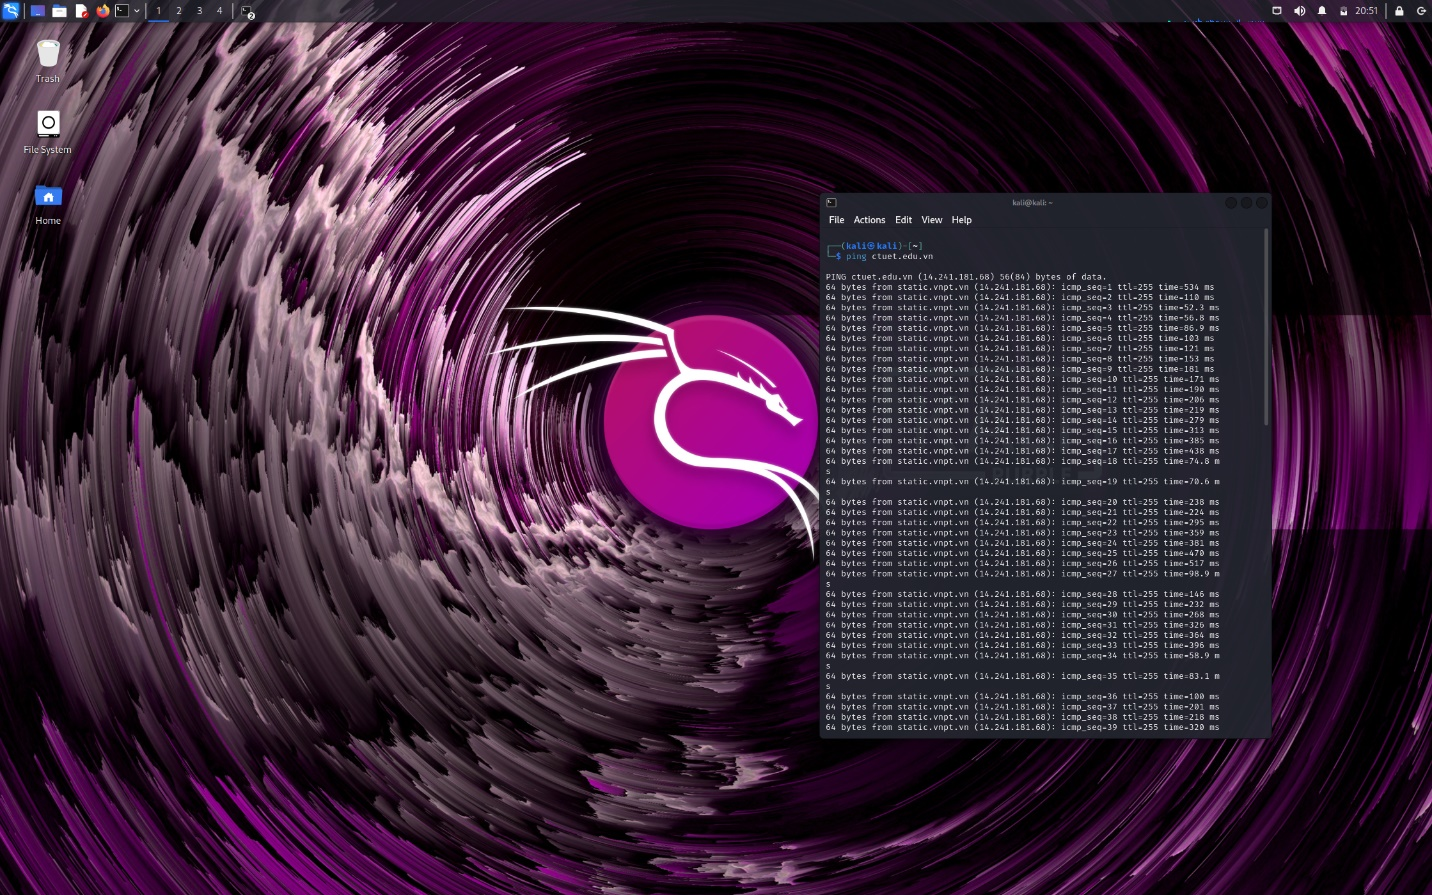 1 2 3 4
2
20:51
Trash
File System
Home
kali@kali: ~
File Actions Edit View Help
┌──(kali㉿kali)-[~]
└─$ ping ctuet.edu.vn
PING ctuet.edu.vn (14.241.181.68) 56(84) bytes of data.
64 bytes from static.vnpt.vn (14.241.181.68): icmp_seq=1 ttl=255 time=534 ms
64 bytes from static.vnpt.vn (14.241.181.68): icmp_seq=2 ttl=255 time=110 ms
64 bytes from static.vnpt.vn (14.241.181.68): icmp_seq=3 ttl=255 time=52.3 ms
64 bytes from static.vnpt.vn (14.241.181.68): icmp_seq=4 ttl=255 time=56.8 ms
64 bytes from static.vnpt.vn (14.241.181.68): icmp_seq=5 ttl=255 time=86.9 ms
64 bytes from static.vnpt.vn (14.241.181.68): icmp_seq=6 ttl=255 time=103 ms
64 bytes from static.vnpt.vn (14.241.181.68): icmp_seq=7 ttl=255 time=121 ms
64 bytes from static.vnpt.vn (14.241.181.68): icmp_seq=8 ttl=255 time=153 ms
64 bytes from static.vnpt.vn (14.241.181.68): icmp_seq=9 ttl=255 time=181 ms
64 bytes from static.vnpt.vn (14.241.181.68): icmp_seq=10 ttl=255 time=171 ms
64 bytes from static.vnpt.vn (14.241.181.68): icmp_seq=11 ttl=255 time=190 ms
64 bytes from static.vnpt.vn (14.241.181.68): icmp_seq=12 ttl=255 time=206 ms
64 bytes from static.vnpt.vn (14.241.181.68): icmp_seq=13 ttl=255 time=219 ms
64 bytes from static.vnpt.vn (14.241.181.68): icmp_seq=14 ttl=255 time=279 ms
64 bytes from static.vnpt.vn (14.241.181.68): icmp_seq=15 ttl=255 time=313 ms
64 bytes from static.vnpt.vn (14.241.181.68): icmp_seq=16 ttl=255 time=385 ms
64 bytes from static.vnpt.vn (14.241.181.68): icmp_seq=17 ttl=255 time=438 ms
64 bytes from static.vnpt.vn (14.241.181.68): icmp_seq=18 ttl=255 time=74.8 m
s
64 bytes from static.vnpt.vn (14.241.181.68): icmp_seq=19 ttl=255 time=70.6 m
s
64 bytes from static.vnpt.vn (14.241.181.68): icmp_seq=20 ttl=255 time=238 ms
64 bytes from static.vnpt.vn (14.241.181.68): icmp_seq=21 ttl=255 time=224 ms
64 bytes from static.vnpt.vn (14.241.181.68): icmp_seq=22 ttl=255 time=295 ms
64 bytes from static.vnpt.vn (14.241.181.68): icmp_seq=23 ttl=255 time=359 ms
64 bytes from static.vnpt.vn (14.241.181.68): icmp_seq=24 ttl=255 time=381 ms
64 bytes from static.vnpt.vn (14.241.181.68): icmp_seq=25 ttl=255 time=470 ms
64 bytes from static.vnpt.vn (14.241.181.68): icmp_seq=26 ttl=255 time=517 ms
64 bytes from static.vnpt.vn (14.241.181.68): icmp_seq=27 ttl=255 time=98.9 m
s
64 bytes from static.vnpt.vn (14.241.181.68): icmp_seq=28 ttl=255 time=146 ms
64 bytes from static.vnpt.vn (14.241.181.68): icmp_seq=29 ttl=255 time=232 ms
64 bytes from static.vnpt.vn (14.241.181.68): icmp_seq=30 ttl=255 time=268 ms
64 bytes from static.vnpt.vn (14.241.181.68): icmp_seq=31 ttl=255 time=326 ms
64 bytes from static.vnpt.vn (14.241.181.68): icmp_seq=32 ttl=255 time=364 ms
64 bytes from static.vnpt.vn (14.241.181.68): icmp_seq=33 ttl=255 time=396 ms
64 bytes from static.vnpt.vn (14.241.181.68): icmp_seq=34 ttl=255 time=58.9 m
s
64 bytes from static.vnpt.vn (14.241.181.68): icmp_seq=35 ttl=255 time=83.1 m
s
64 bytes from static.vnpt.vn (14.241.181.68): icmp_seq=36 ttl=255 time=100 ms
64 bytes from static.vnpt.vn (14.241.181.68): icmp_seq=37 ttl=255 time=201 ms
64 bytes from static.vnpt.vn (14.241.181.68): icmp_seq=38 ttl=255 time=218 ms
64 bytes from static.vnpt.vn (14.241.181.68): icmp_seq=39 ttl=255 time=320 ms